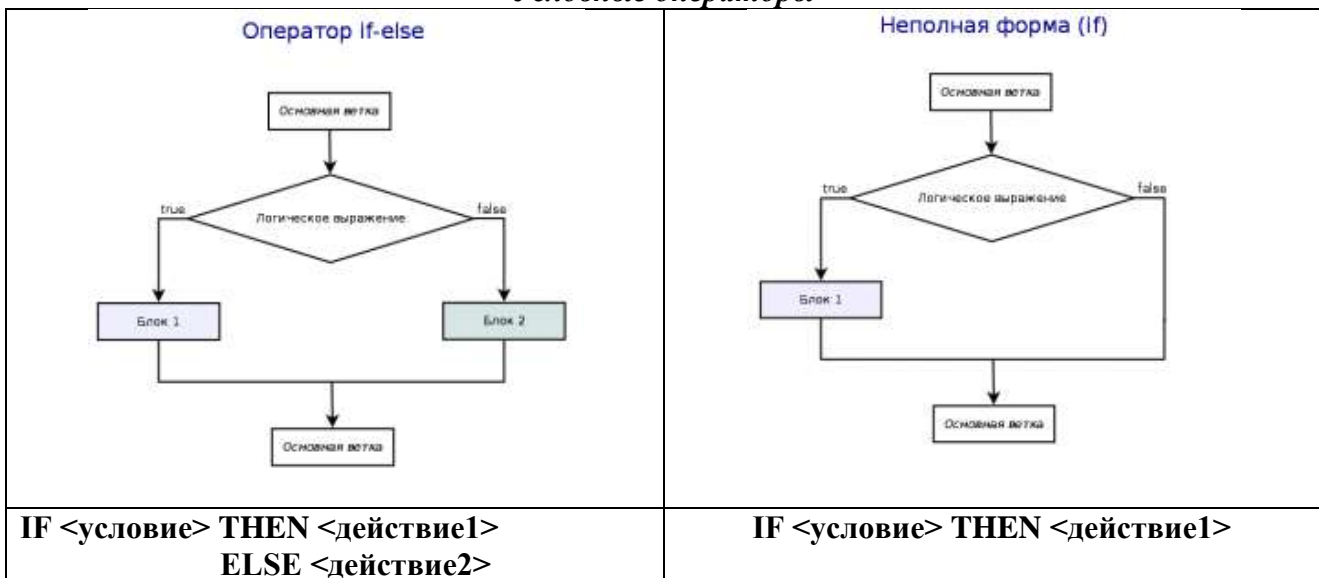 Оператор if-else
Основная ветка
Логическое выражение
true
false
Блок 1
Блок 2
Основная ветка
IF <условие> THEN <действие1>
ELSE <действие2>
Неполная форма (if)
Основная ветка
Логическое выражение
true
false
Блок 1
Основная ветка
IF <условие> THEN <действие1>